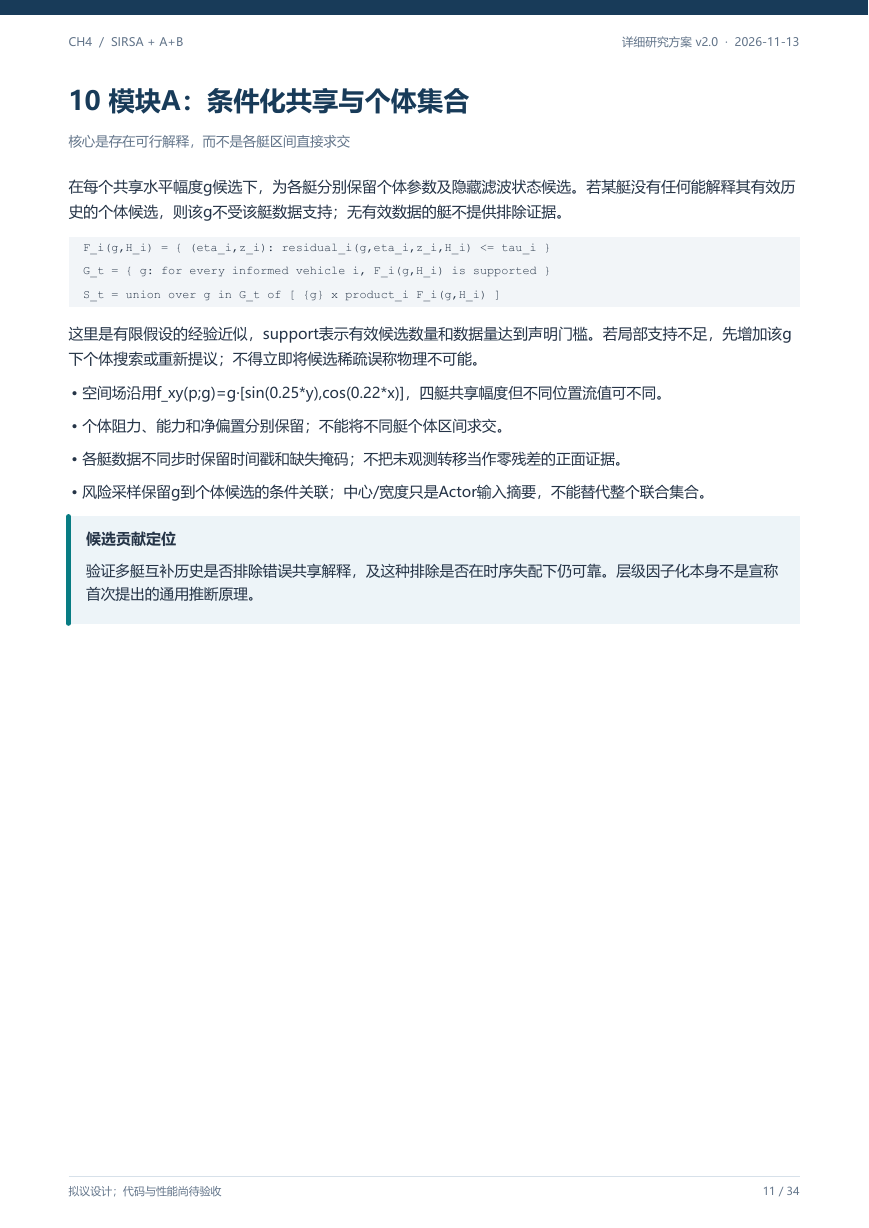 CH4 / SIRSA + A+B
详细研究方案 v2.0 · 2026-11-13
10 模块A：条件化共享与个体集合
核心是存在可行解释，而不是各艇区间直接求交
在每个共享水平幅度g候选下，为各艇分别保留个体参数及隐藏滤波状态候选。若某艇没有任何能解释其有效历
史的个体候选，则该g不受该艇数据支持；无有效数据的艇不提供排除证据。
F_i(g,H_i) = { (eta_i,z_i): residual_i(g,eta_i,z_i,H_i) <= tau_i }
G_t = { g: for every informed vehicle i, F_i(g,H_i) is supported }
S_t = union over g in G_t of [ {g} x product_i F_i(g,H_i) ]
这里是有限假设的经验近似，support表示有效候选数量和数据量达到声明门槛。若局部支持不足，先增加该g
下个体搜索或重新提议；不得立即将候选稀疏误称物理不可能。
• 空间场沿用f_xy(p;g)=g·[sin(0.25*y),cos(0.22*x)]，四艇共享幅度但不同位置流值可不同。
• 个体阻力、能力和净偏置分别保留；不能将不同艇个体区间求交。
• 各艇数据不同步时保留时间戳和缺失掩码；不把未观测转移当作零残差的正面证据。
• 风险采样保留g到个体候选的条件关联；中心/宽度只是Actor输入摘要，不能替代整个联合集合。
候选贡献定位
验证多艇互补历史是否排除错误共享解释，及这种排除是否在时序失配下仍可靠。层级因子化本身不是宣称
首次提出的通用推断原理。
拟议设计；代码与性能尚待验收
11 / 34